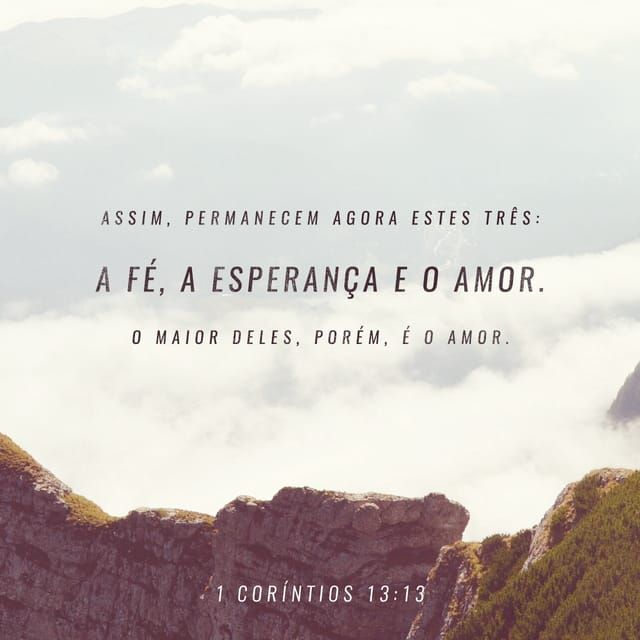 ASSIM, PERMANECEM AGORA ESTES TRÊS:
A FÉ, A ESPERANÇA E O AMOR.
O MAIOR DELES, PORÉM, É O AMOR.
1 CORÍNTIOS 13:13